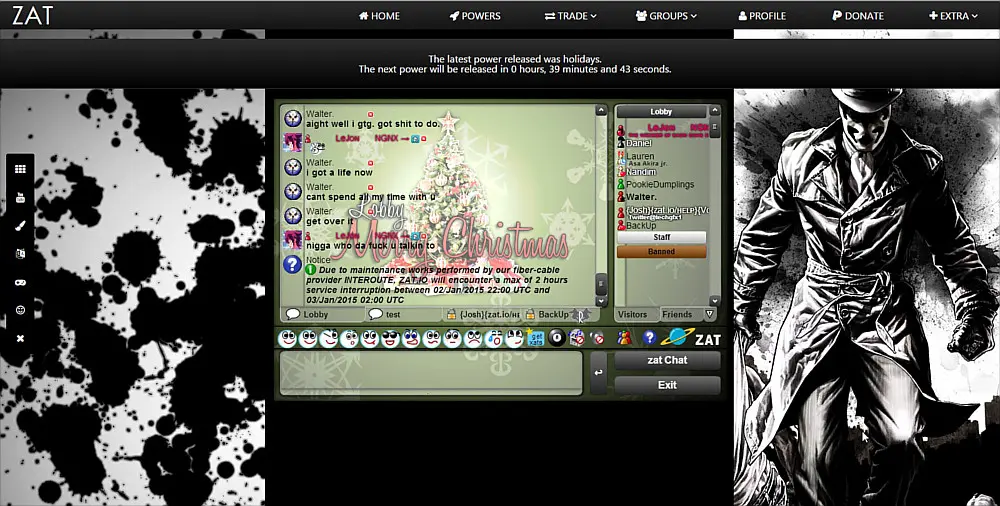 ZAT
HOME
POWERS
TRADE
GROUPS
PROFILE
DONATE
EXTRA
The latest power released was holidays.
The next power will be released in 0 hours, 39 minutes and 43 seconds.
Walter.
aight well i gtg. got shit to do.
LeJon NGNX
Walter.
i got a life now
Walter.
cant spend all my time with u
Walter.
get over it
LeJon NGNX
nigga who da fuck u talkin to
Notice
Due to maintenance works performed by our fiber-cable
provider INTEROUTE, ZAT.IO will encounter a max of 2 hours
service interruption between 02/Jan/2015 22:00 UTC and
03/Jan/2015 02:00 UTC
Lobby
Merry Christmas
Lobby
test
{Josh}{zat.io/HE
BackUp
Lobby
LeJon NGN
Daniel
Lauren
Asa Akira jr.
Nandim
PookieDumplings
Walter.
{Josh}{zat.io/HELP}{Vo
BackUp
Staff
Banned
Visitors
Friends
get
xats
8
ZAT
zat Chat
Exit